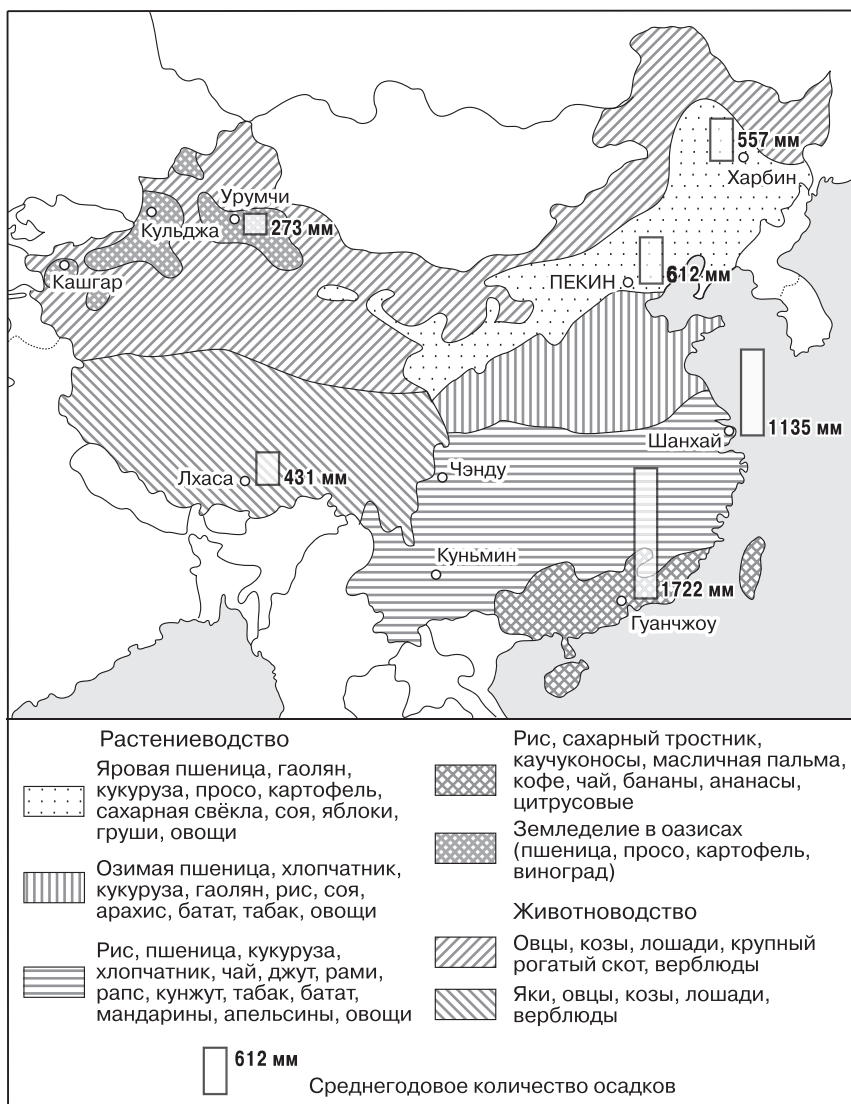 557 мм
Харбин
Урумчи
Кульджа
273 мм
Кашгар
ПЕКИН
612 мм
1135 мм
Шанхай
Лхаса
431 мм
Чэнду
Куньмин
1722 мм
Гуанчжоу
Растениеводство
Яровая пшеница, гаолян,
кукуруза, просо, картофель,
сахарная свёкла, соя, яблоки,
груши, овощи
Озимая пшеница, хлопчатник,
кукуруза, гаолян, рис, соя,
арахис, батат, табак, овощи
Рис, пшеница, кукуруза,
хлопчатник, чай, джут, рами,
рапс, кунжут, табак, батат,
мандарины, апельсины, овощи
Рис, сахарный тростник,
каучуконосы, масличная пальма,
кофе, чай, бананы, ананасы,
цитрусовые
Земледелие в оазисах
(пшеница, просо, картофель,
виноград)
Животноводство
Овцы, козы, лошади, крупный
рогатый скот, верблюды
Яки, овцы, козы, лошади,
верблюды
612 мм
Среднегодовое количество осадков